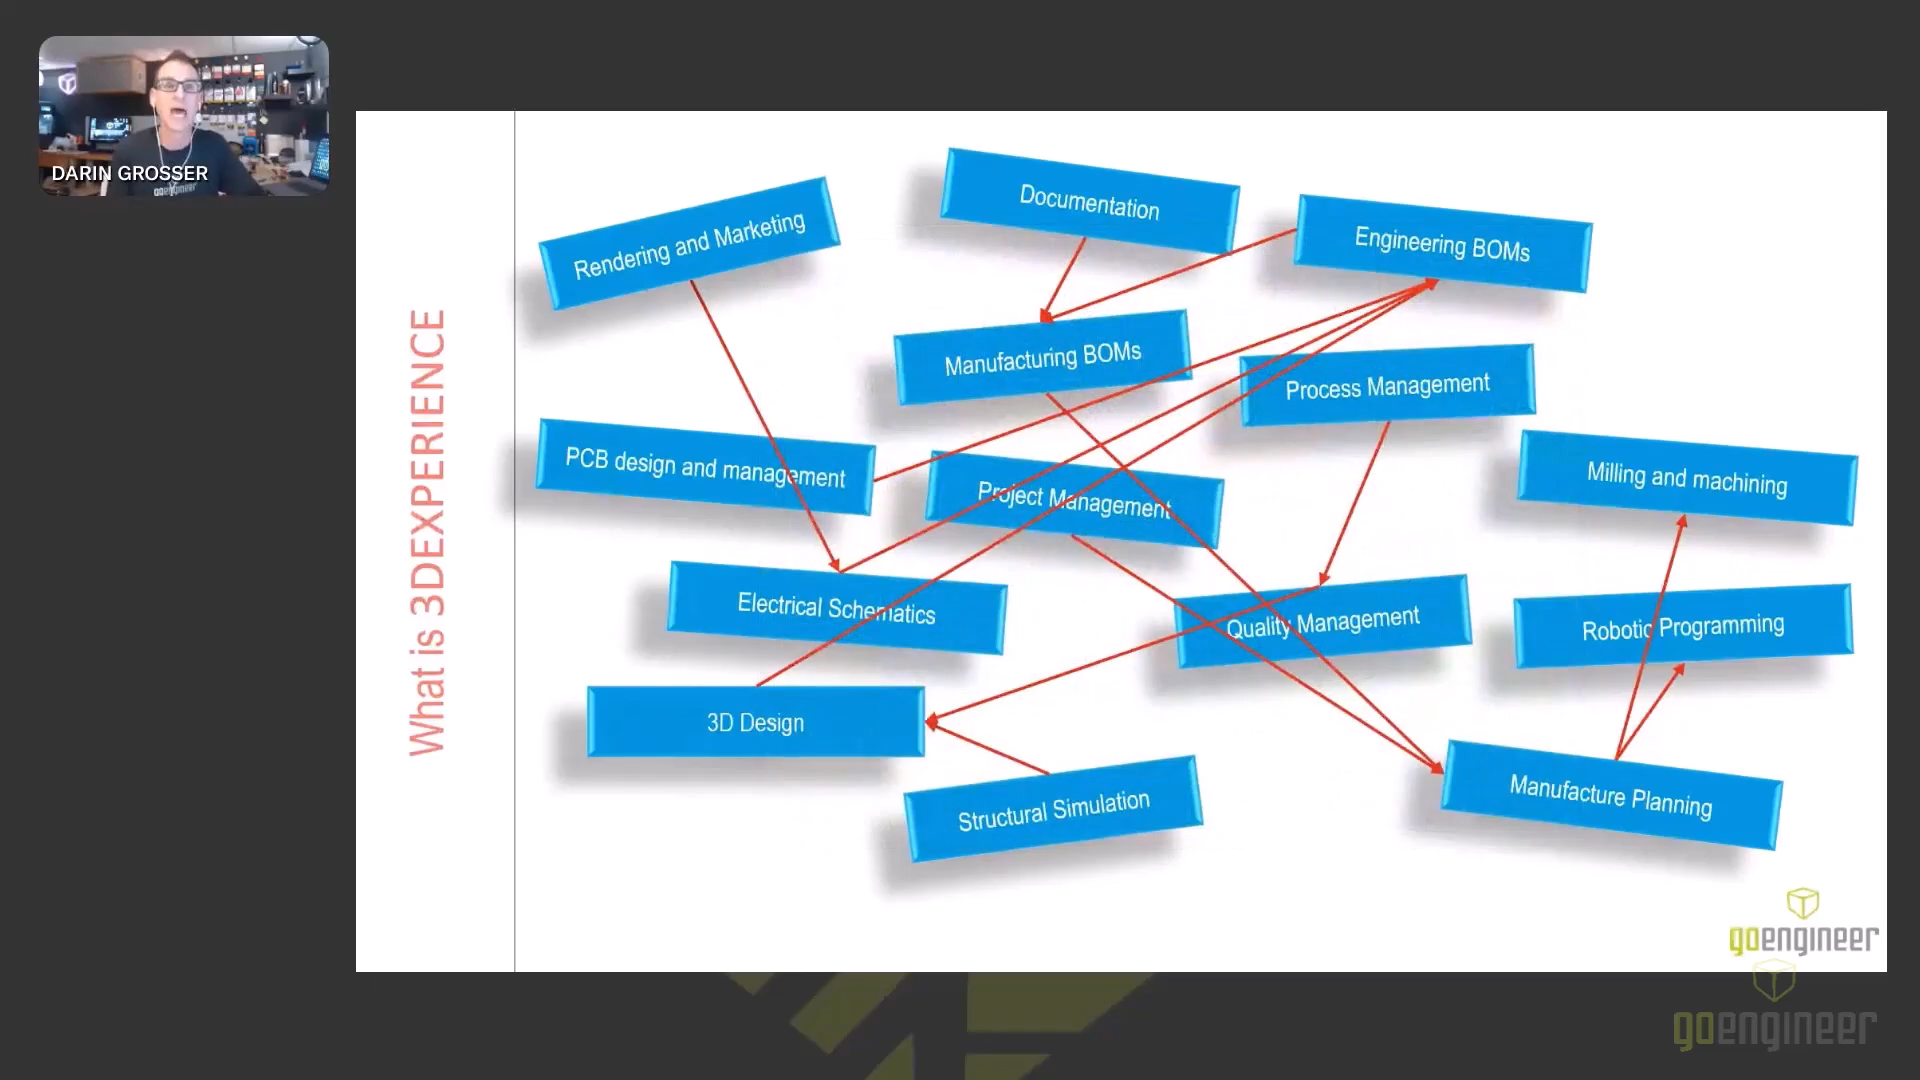 DARIN GROSSER
goengineer
What is 3DEXPERIENCE
Rendering and Marketing
Documentation
Engineering BOMs
Manufacturing BOMs
Process Management
PCB design and management
Project Management
Milling and machining
Electrical Schematics
Quality Management
Robotic Programming
3D Design
Structural Simulation
Manufacture Planning
goengineer
goengineer